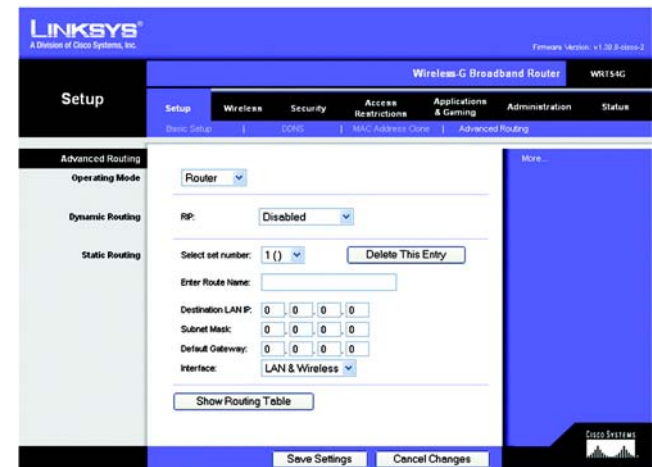 LINKSYS®
A Division of Cisco Systems, Inc.
Firmware Version: v1.30.0-cisco-2
Wireless-G Broadband Router WRT54G
Setup
Setup Wireless Security Access Restrictions Applications & Gaming Administration Status
Basic Setup | DDNS | MAC Address Clone | Advanced Routing
Advanced Routing
More...
Operating Mode Router
Dynamic Routing RIP: Disabled
Static Routing Select set number: 1 () Delete This Entry
Enter Route Name:
Destination LAN IP: 0 . 0 . 0 . 0
Subnet Mask: 0 . 0 . 0 . 0
Default Gateway: 0 . 0 . 0 . 0
Interface: LAN & Wireless
Show Routing Table
CISCO SYSTEMS
Save Settings Cancel Changes